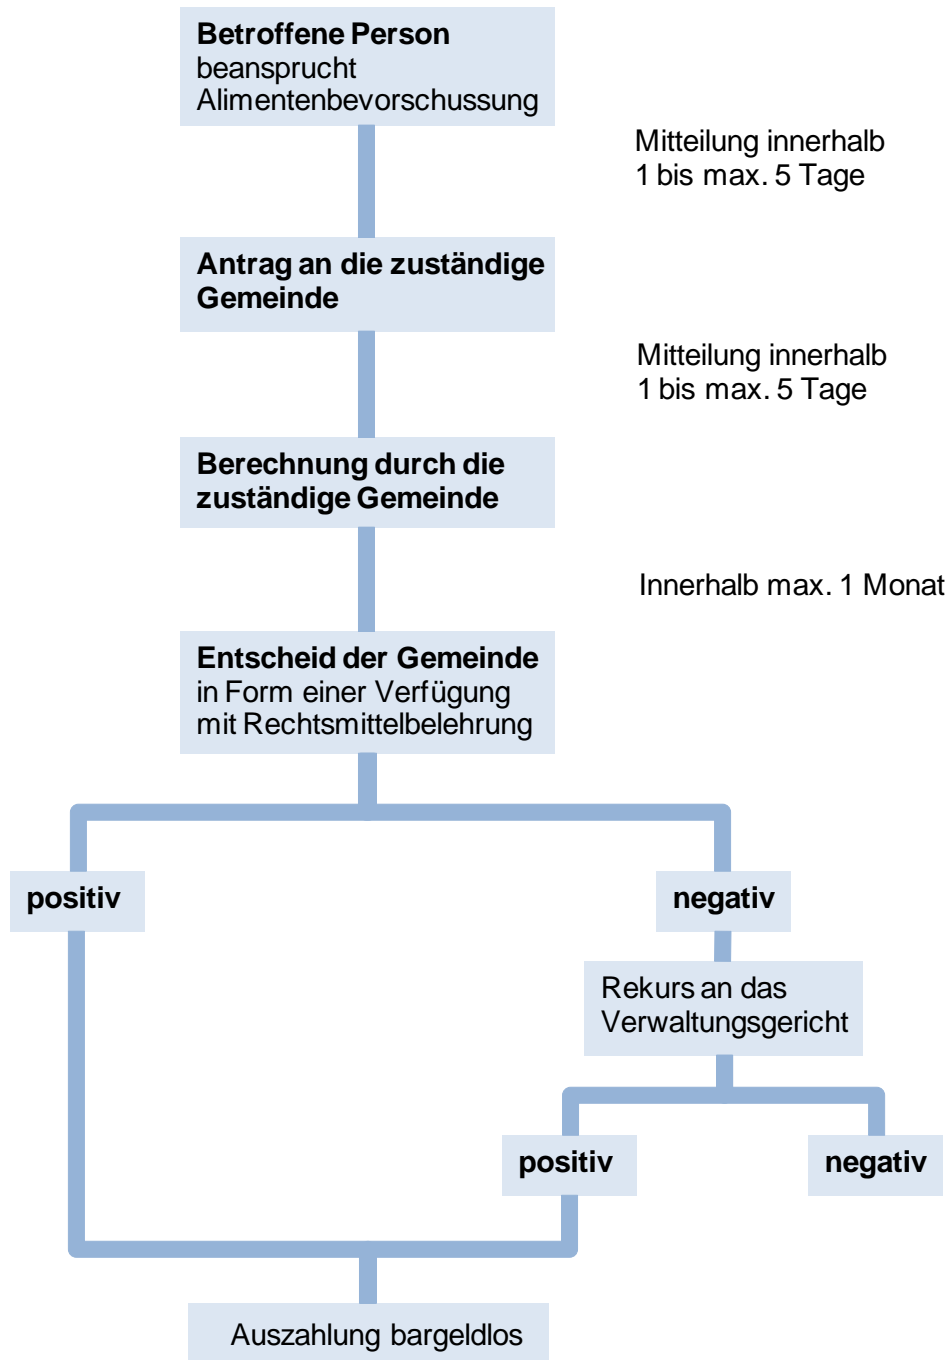 Betroffene Person
beansprucht
Alimentenbevorschussung
Mitteilung innerhalb
1 bis max. 5 Tage
Antrag an die zuständige
Gemeinde
Mitteilung innerhalb
1 bis max. 5 Tage
Berechnung durch die
zuständige Gemeinde
Innerhalb max. 1 Monat
Entscheid der Gemeinde
in Form einer Verfügung
mit Rechtsmittelbelehrung
positiv
negativ
Rekurs an das
Verwaltungsgericht
positiv
negativ
Auszahlung bargeldlos